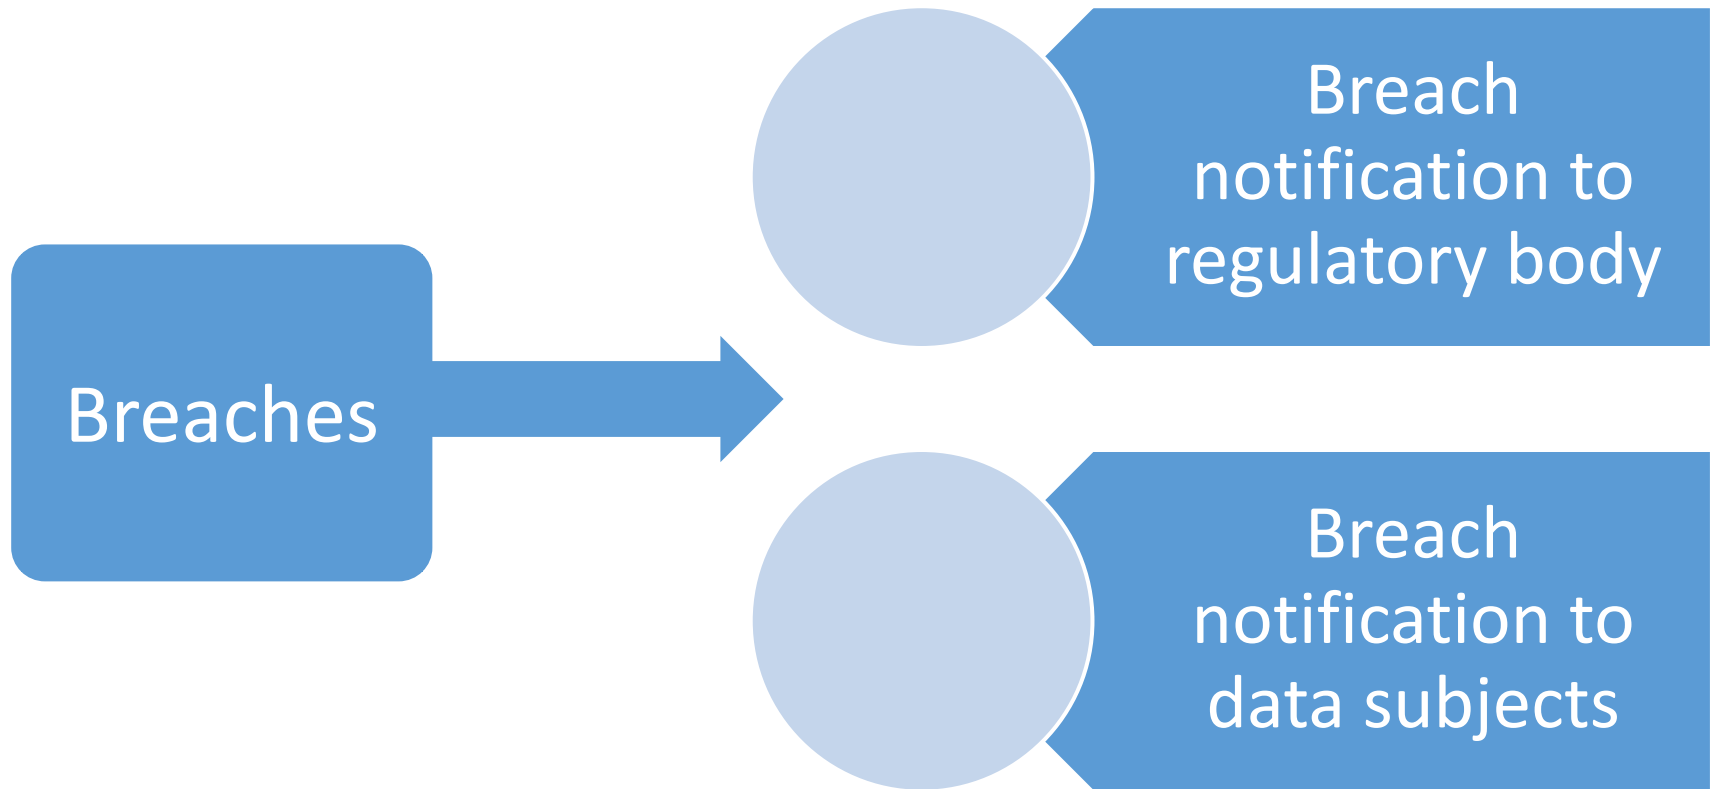 Breaches
Breach
notification to
regulatory body
Breach
notification to
data subjects